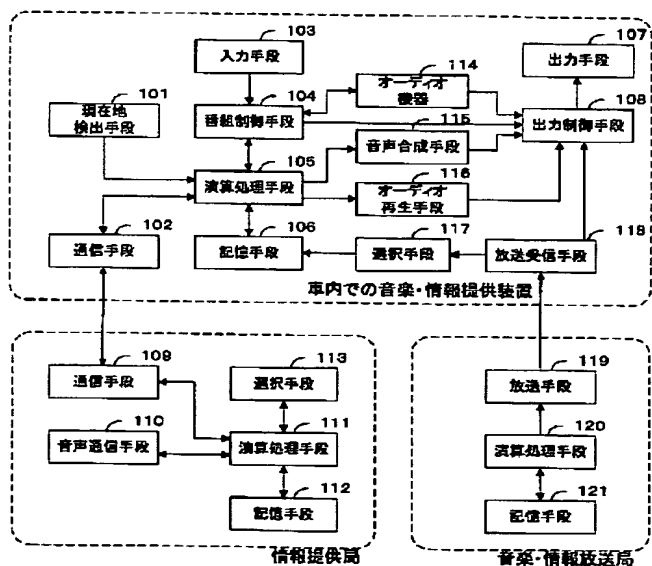 103
入力手段
114
オーディオ
機器
107
出力手段
101
現在地
検出手段
104
番組制御手段
115
音声合成手段
108
出力制御手段
105
演算処理手段
116
オーディオ
再生手段
102
通信手段
106
記憶手段
117
選択手段
118
放送受信手段
車内での音楽・情報提供装置
109
通信手段
113
選択手段
110
音声通信手段
111
演算処理手段
112
記憶手段
情報提供局
119
放送手段
120
演算処理手段
121
記信手段
音楽・情報放送局